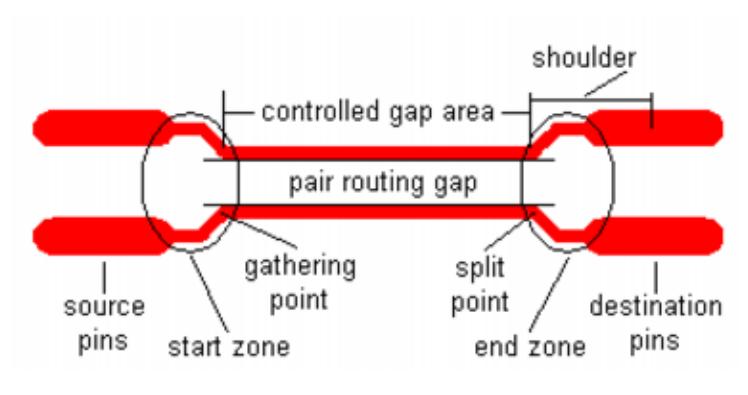 shoulder
controlled gap area
pair routing gap
gathering
point
split
point
source
pins
destination
pins
start zone
end zone